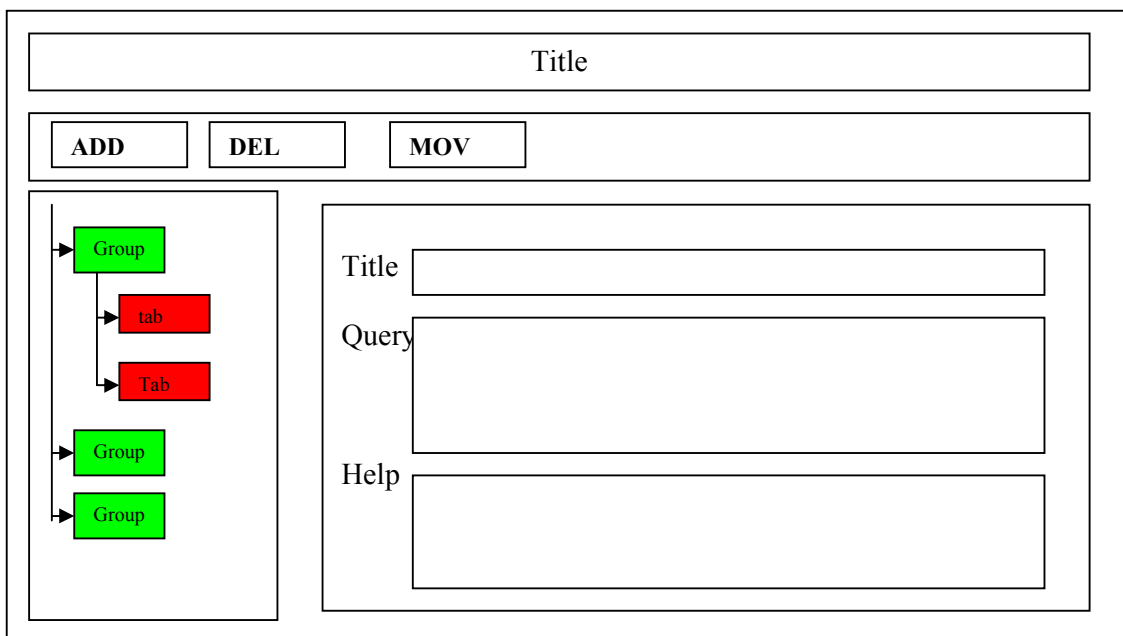 Title
ADD DEL MOV
Group
tab
Tab
Group
Group
Title
Query
Help